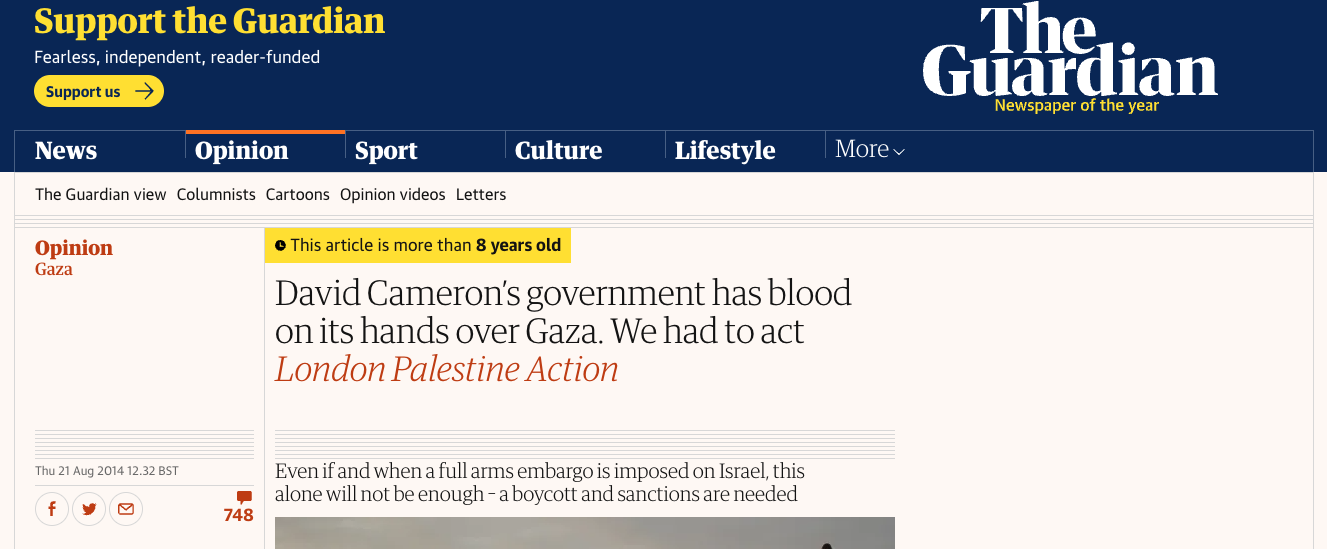 Support the Guardian
Fearless, independent, reader-funded
Support us
The
Guardian
Newspaper of the year
News
Opinion
Sport
Culture
Lifestyle
More
The Guardian view
Columnists
Cartoons
Opinion videos
Letters
Opinion
Gaza
This article is more than 8 years old
David Cameron's government has blood
on its hands over Gaza. We had to act
London Palestine Action
Thu 21 Aug 2014 12.32 BST
748
Even if and when a full arms embargo is imposed on Israel, this
alone will not be enough – a boycott and sanctions are needed